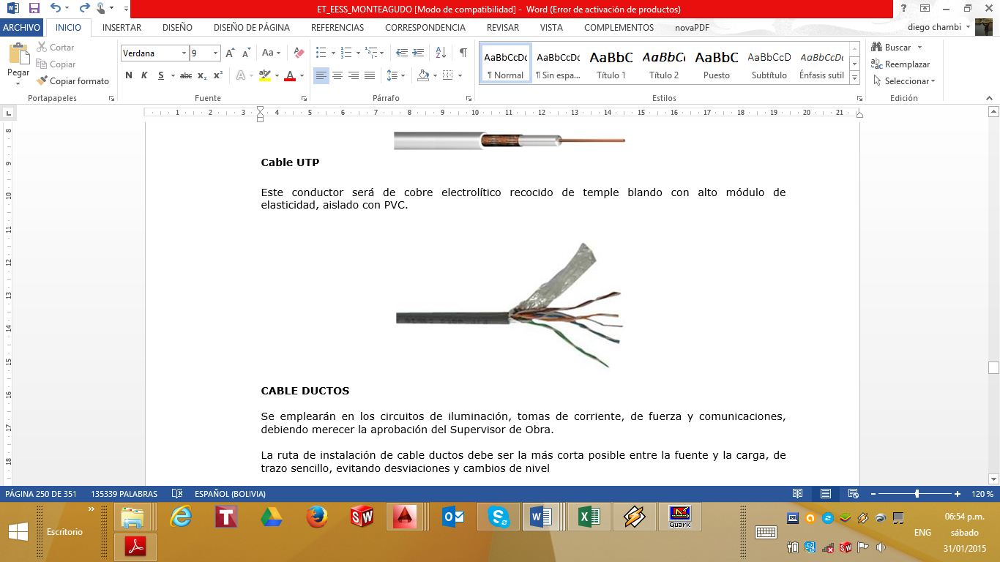 ET_EESS_MONTEAGUDO [Modo de compatibilidad] - Word (Error de activación de productos)
ARCHIVO INICIO INSERTAR DISEÑO DISEÑO DE PÁGINA REFERENCIAS CORRESPONDENCIA REVISAR VISTA COMPLEMENTOS novaPDF diego chambi
Pegar
Cortar
Copiar
Copiar formato
Portapapeles
Verdana 9
N K S abc x₂ x²
Fuente
Párrafo
AaBbCcDc AaBbCcDc AaBbC AaBbCc AaBbC AaBbCcD AaBbCcDc
¶ Normal ¶ Sin espa... Título 1 Título 2 Puesto Subtítulo Énfasis sutil
Estilos
Buscar
Reemplazar
Seleccionar
Edición
1 2 3 4 5 6 7 8 9 10 11 12 13 14 15 16 17 18 19 20 21
8
9
10
11
12
13
14
15
16
17
18
Cable UTP
Este conductor será de cobre electrolítico recocido de temple blando con alto módulo de
elasticidad, aislado con PVC.
CABLE DUCTOS
Se emplearán en los circuitos de iluminación, tomas de corriente, de fuerza y comunicaciones,
debiendo merecer la aprobación del Supervisor de Obra.
La ruta de instalación de cable ductos debe ser la más corta posible entre la fuente y la carga, de
trazo sencillo, evitando desviaciones y cambios de nivel
PÁGINA 250 DE 351 135339 PALABRAS ESPAÑOL (BOLIVIA) 120 %
Escritorio
QuarK
ENG
06:54 p.m.
sábado
31/01/2015